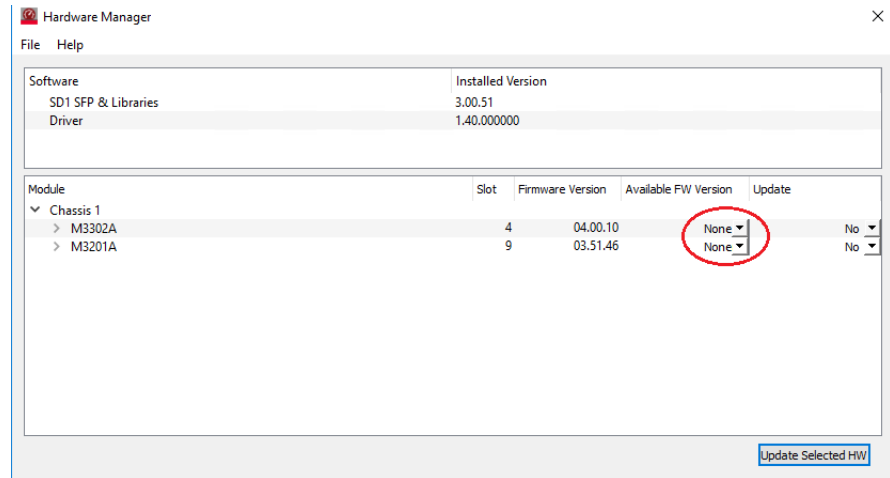 Hardware Manager
File Help
Software Installed Version
SD1 SFP & Libraries 3.00.51
Driver 1.40.000000
Module Slot Firmware Version Available FW Version Update
Chassis 1
M3302A 4 04.00.10 None No
M3201A 9 03.51.46 None No
Update Selected HW